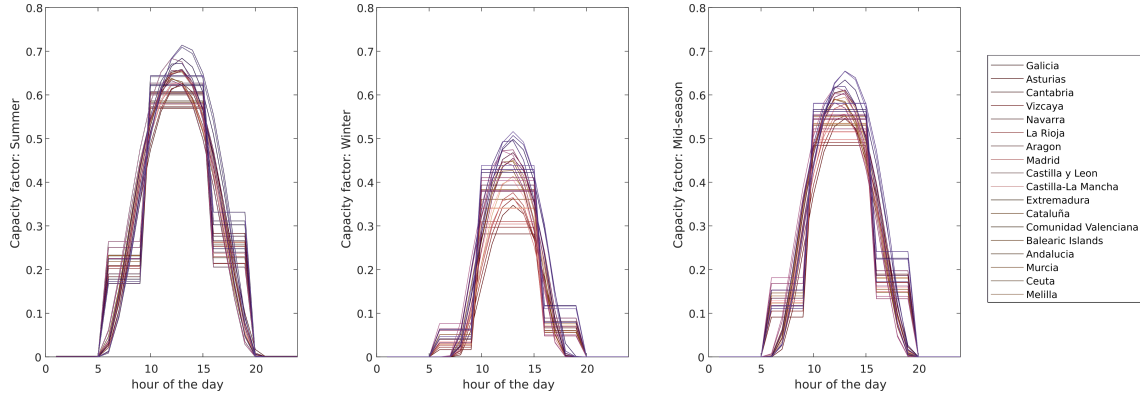 0.8
0.7
0.6
0.5
0.4
0.3
0.2
0.1
0
Capacity factor: Summer
0 5 10 15 20
hour of the day
0.8
0.7
0.6
0.5
0.4
0.3
0.2
0.1
0
Capacity factor: Winter
0 5 10 15 20
hour of the day
0.8
0.7
0.6
0.5
0.4
0.3
0.2
0.1
0
Capacity factor: Mid-season
0 5 10 15 20
hour of the day
Galicia
Asturias
Cantabria
Vizcaya
Navarra
La Rioja
Aragon
Madrid
Castilla y Leon
Castilla-La Mancha
Extremadura
Cataluña
Comunidad Valenciana
Balearic Islands
Andalucia
Murcia
Ceuta
Melilla